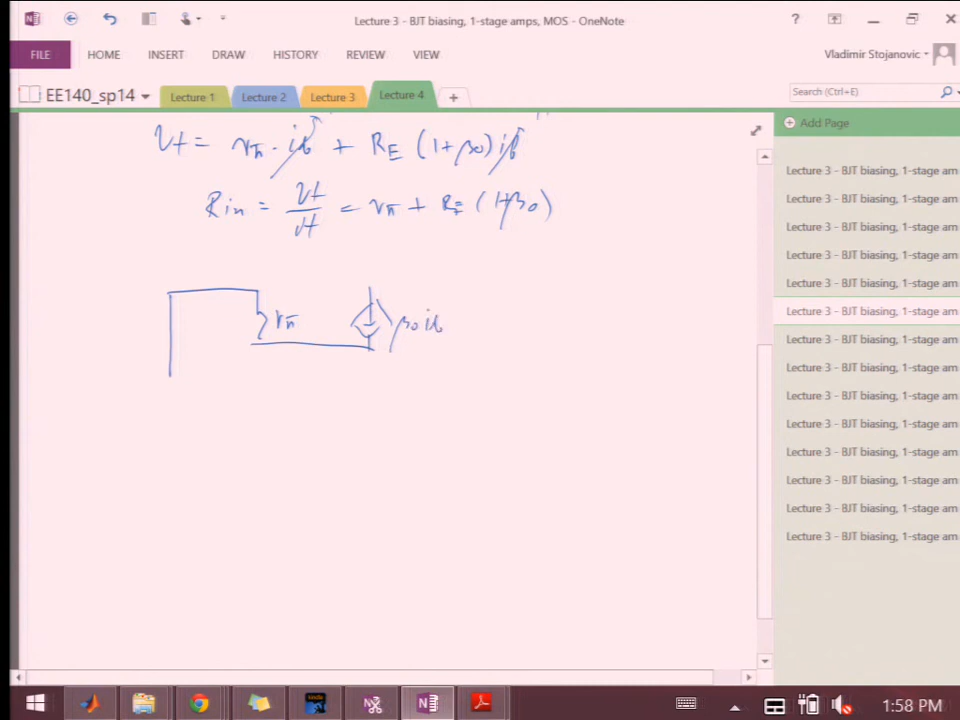 Lecture 3 - BJT biasing, 1-stage amps, MOS - OneNote
?
FILE HOME INSERT DRAW HISTORY REVIEW VIEW
Vladimir Stojanovic
EE140_sp14
Lecture 1
Lecture 2
Lecture 3
Lecture 4
+
Search (Ctrl+E)
Add Page
Lecture 3 - BJT biasing, 1-stage am
Lecture 3 - BJT biasing, 1-stage am
Lecture 3 - BJT biasing, 1-stage am
Lecture 3 - BJT biasing, 1-stage am
Lecture 3 - BJT biasing, 1-stage am
Lecture 3 - BJT biasing, 1-stage am
Lecture 3 - BJT biasing, 1-stage am
Lecture 3 - BJT biasing, 1-stage am
Lecture 3 - BJT biasing, 1-stage am
Lecture 3 - BJT biasing, 1-stage am
Lecture 3 - BJT biasing, 1-stage am
Lecture 3 - BJT biasing, 1-stage am
Lecture 3 - BJT biasing, 1-stage am
Lecture 3 - BJT biasing, 1-stage am
vt = rπ · ib + RE (1+β0) ib
Rin = vt/it = rπ + RE (1+β0)
rπ
β0 ib
kindle
1:58 PM